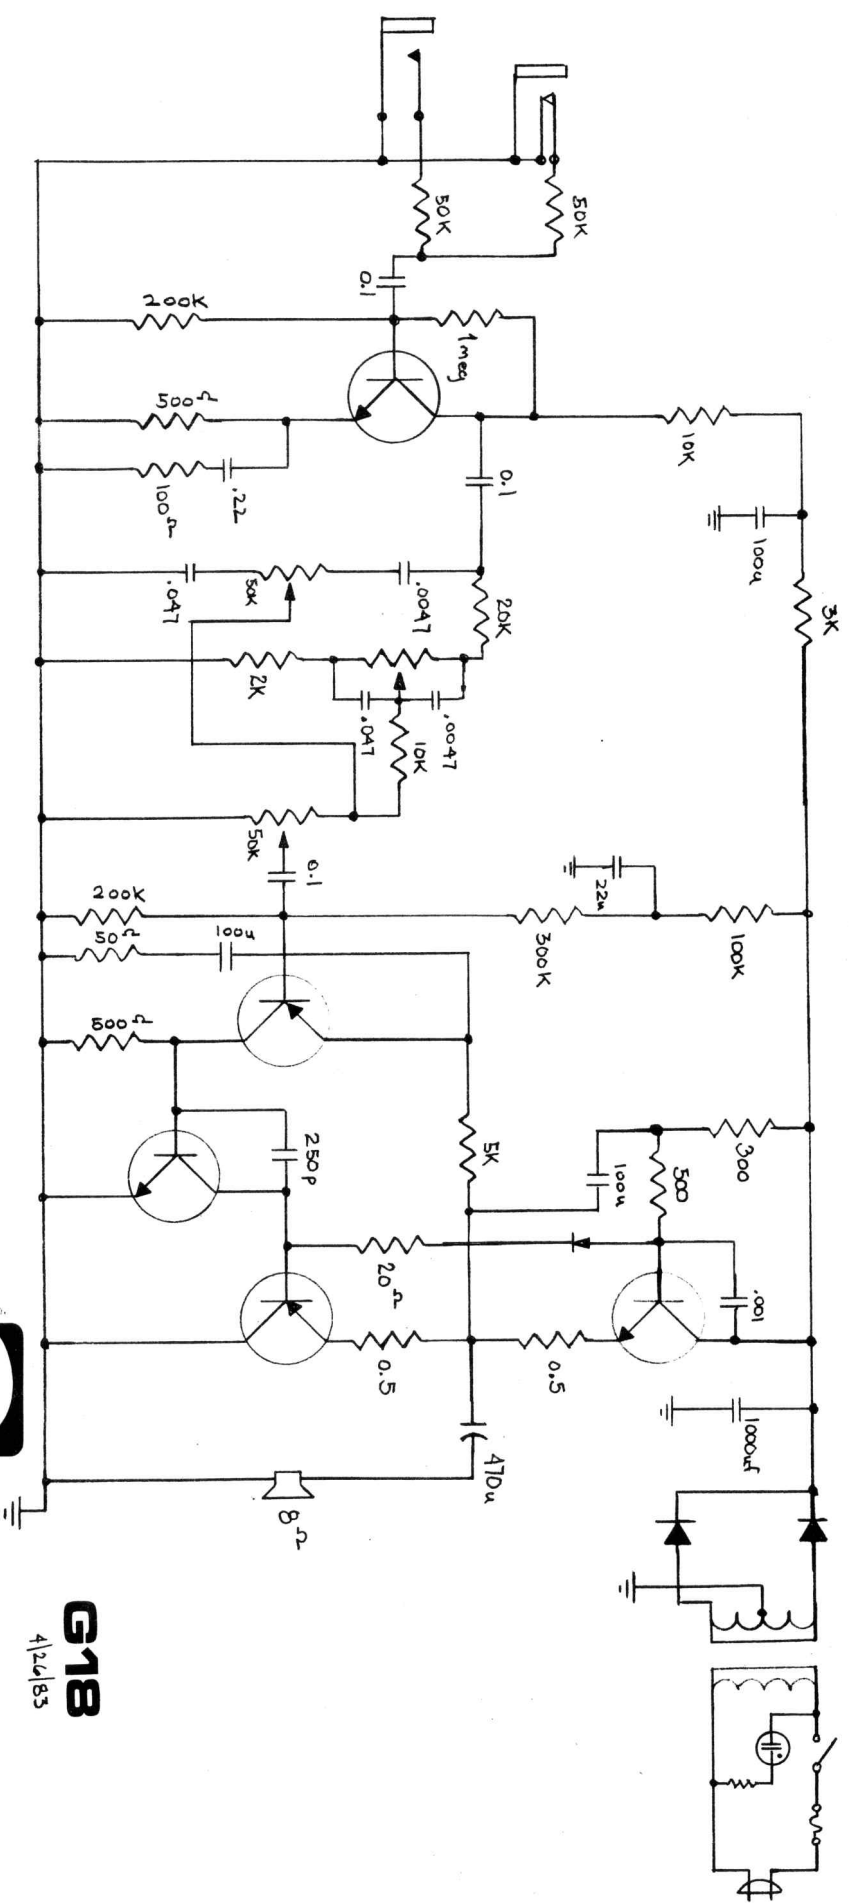 50K
50K
0.1
200K
1meg
500Ω
100Ω
.22
10K
0.1
100u
3K
.047
50K
.0047
20K
2K
.047
.0047
10K
50K
0.1
200K
50Ω
100u
500Ω
300K
22u
100K
5K
250p
100u
500
300
20Ω
.001
0.5
0.5
1000uf
470u
8Ω
G18
4/26/83